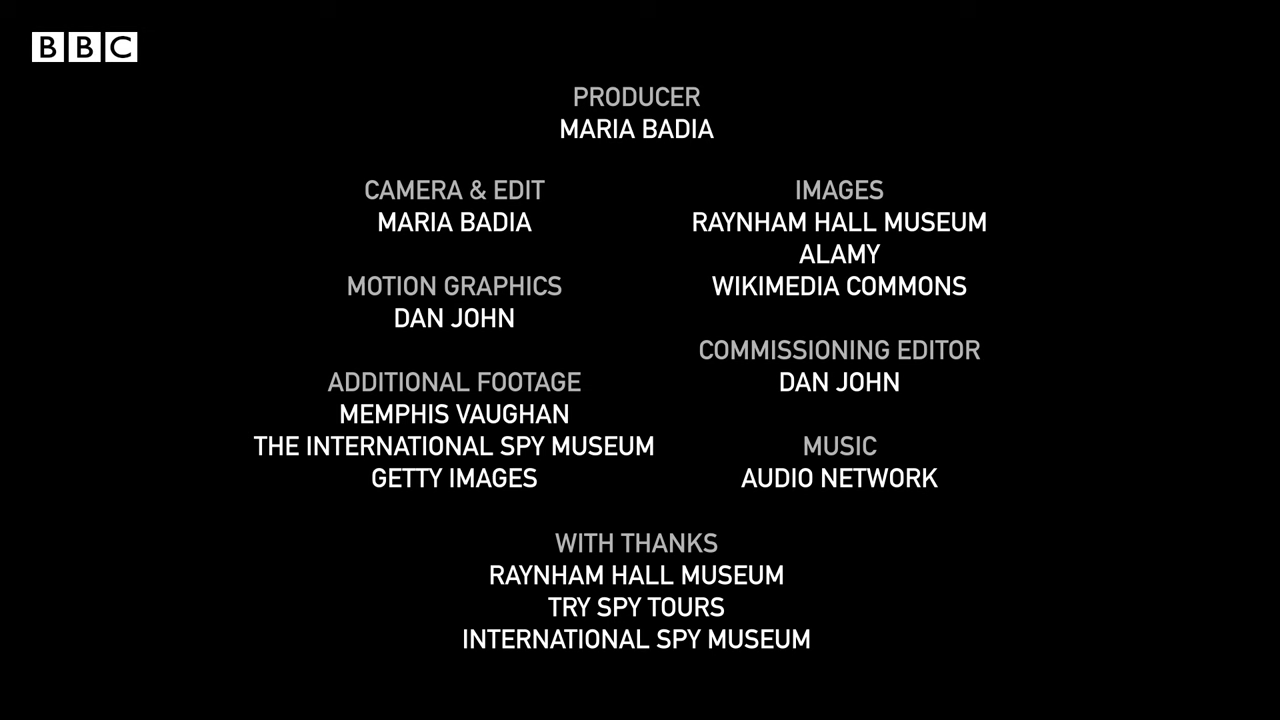 BBC
PRODUCER
MARIA BADIA
CAMERA & EDIT
MARIA BADIA
MOTION GRAPHICS
DAN JOHN
ADDITIONAL FOOTAGE
MEMPHIS VAUGHAN
THE INTERNATIONAL SPY MUSEUM
GETTY IMAGES
IMAGES
RAYNHAM HALL MUSEUM
ALAMY
WIKIMEDIA COMMONS
COMMISSIONING EDITOR
DAN JOHN
MUSIC
AUDIO NETWORK
WITH THANKS
RAYNHAM HALL MUSEUM
TRY SPY TOURS
INTERNATIONAL SPY MUSEUM